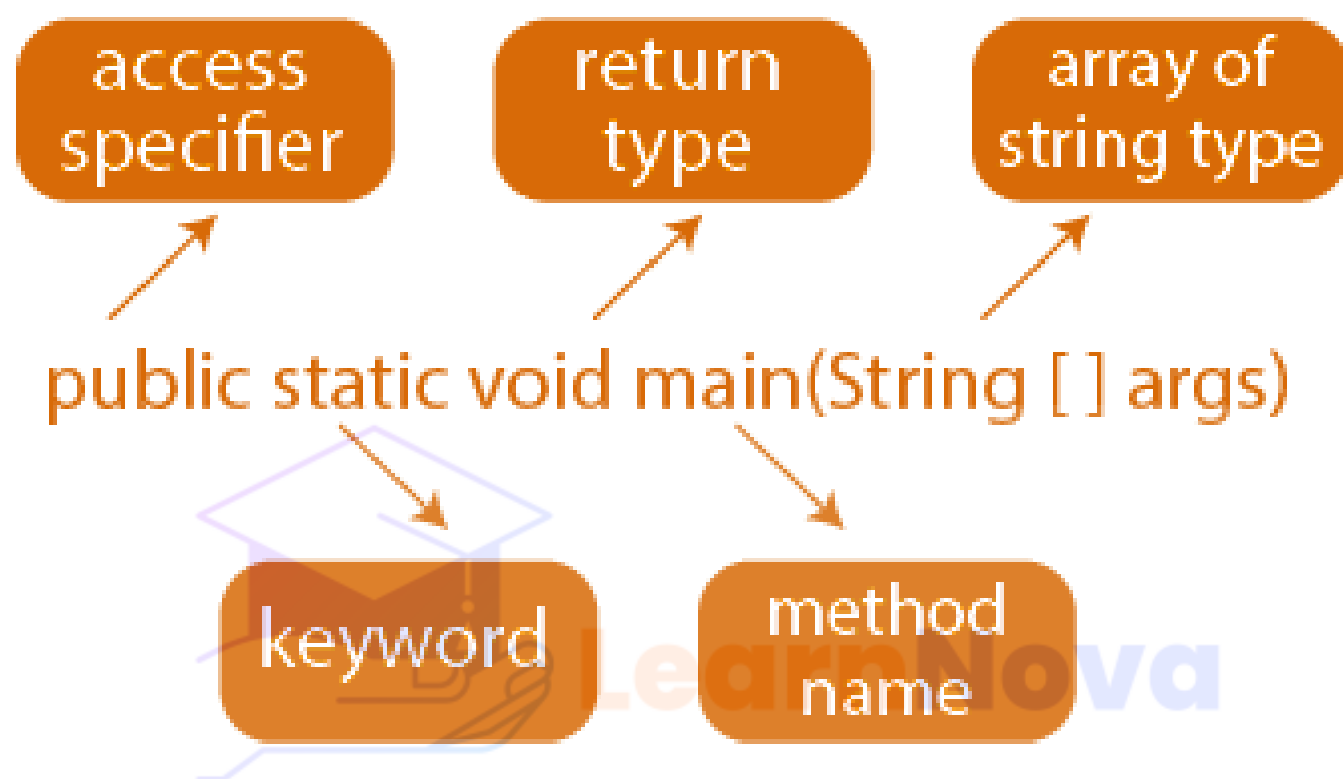 access
specifier
return
type
array of
string type
public static void main(String [ ] args)
keyword
method
name
LearnNova